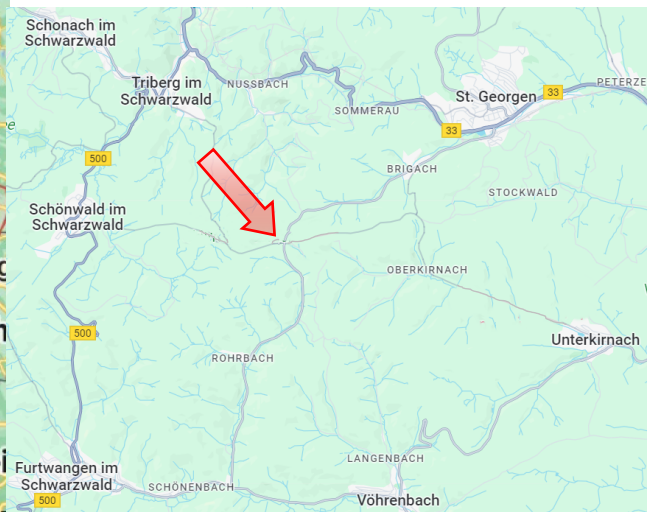 Schonach im
Schwarzwald
Triberg im
Schwarzwald
NUSSBACH
SOMMERAU
St. Georgen
33
PETERZE
33
500
BRIGACH
STOCKWALD
Schönwald im
Schwarzwald
OBERKIRNACH
500
Unterkirnach
ROHRBACH
LANGENBACH
Furtwangen im
Schwarzwald
SCHÖNENBACH
500
Vöhrenbach